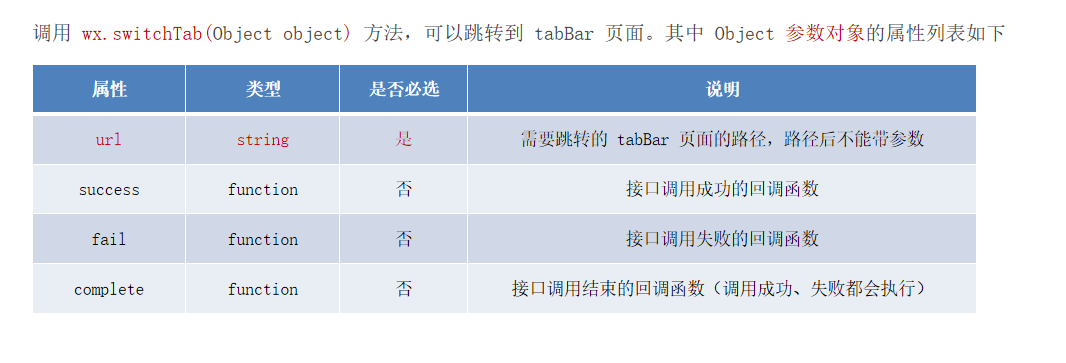 调用 wx.switchTab(Object object) 方法，可以跳转到 tabBar 页面。其中 Object 参数对象的属性列表如下
属性 类型 是否必选 说明
url string 是 需要跳转的 tabBar 页面的路径，路径后不能带参数
success function 否 接口调用成功的回调函数
fail function 否 接口调用失败的回调函数
complete function 否 接口调用结束的回调函数（调用成功、失败都会执行）